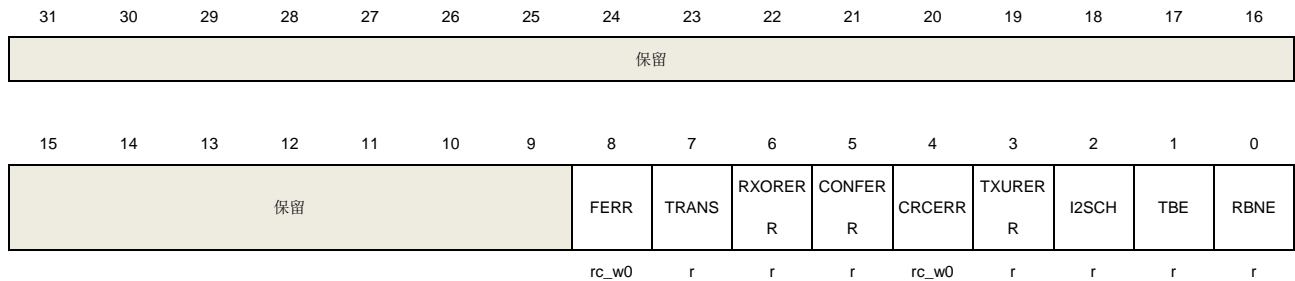 31 30 29 28 27 26 25 24 23 22 21 20 19 18 17 16
保留
15 14 13 12 11 10 9 8 7 6 5 4 3 2 1 0
保留 FERR TRANS RXORER R CONFER R CRCERR TXURER R I2SCH TBE RBNE
rc_w0 r r r rc_w0 r r r r